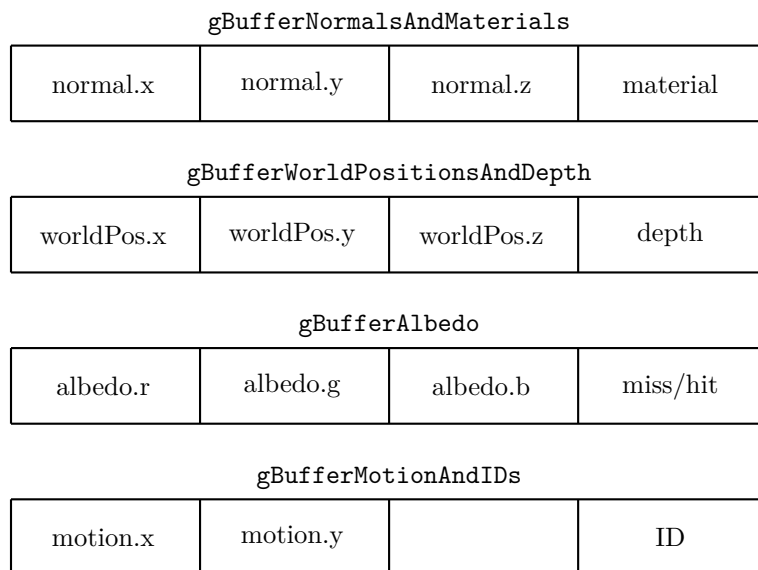 gBufferNormalsAndMaterials
normal.x normal.y normal.z material
gBufferWorldPositionsAndDepth
worldPos.x worldPos.y worldPos.z depth
gBufferAlbedo
albedo.r albedo.g albedo.b miss/hit
gBufferMotionAndIDs
motion.x motion.y ID